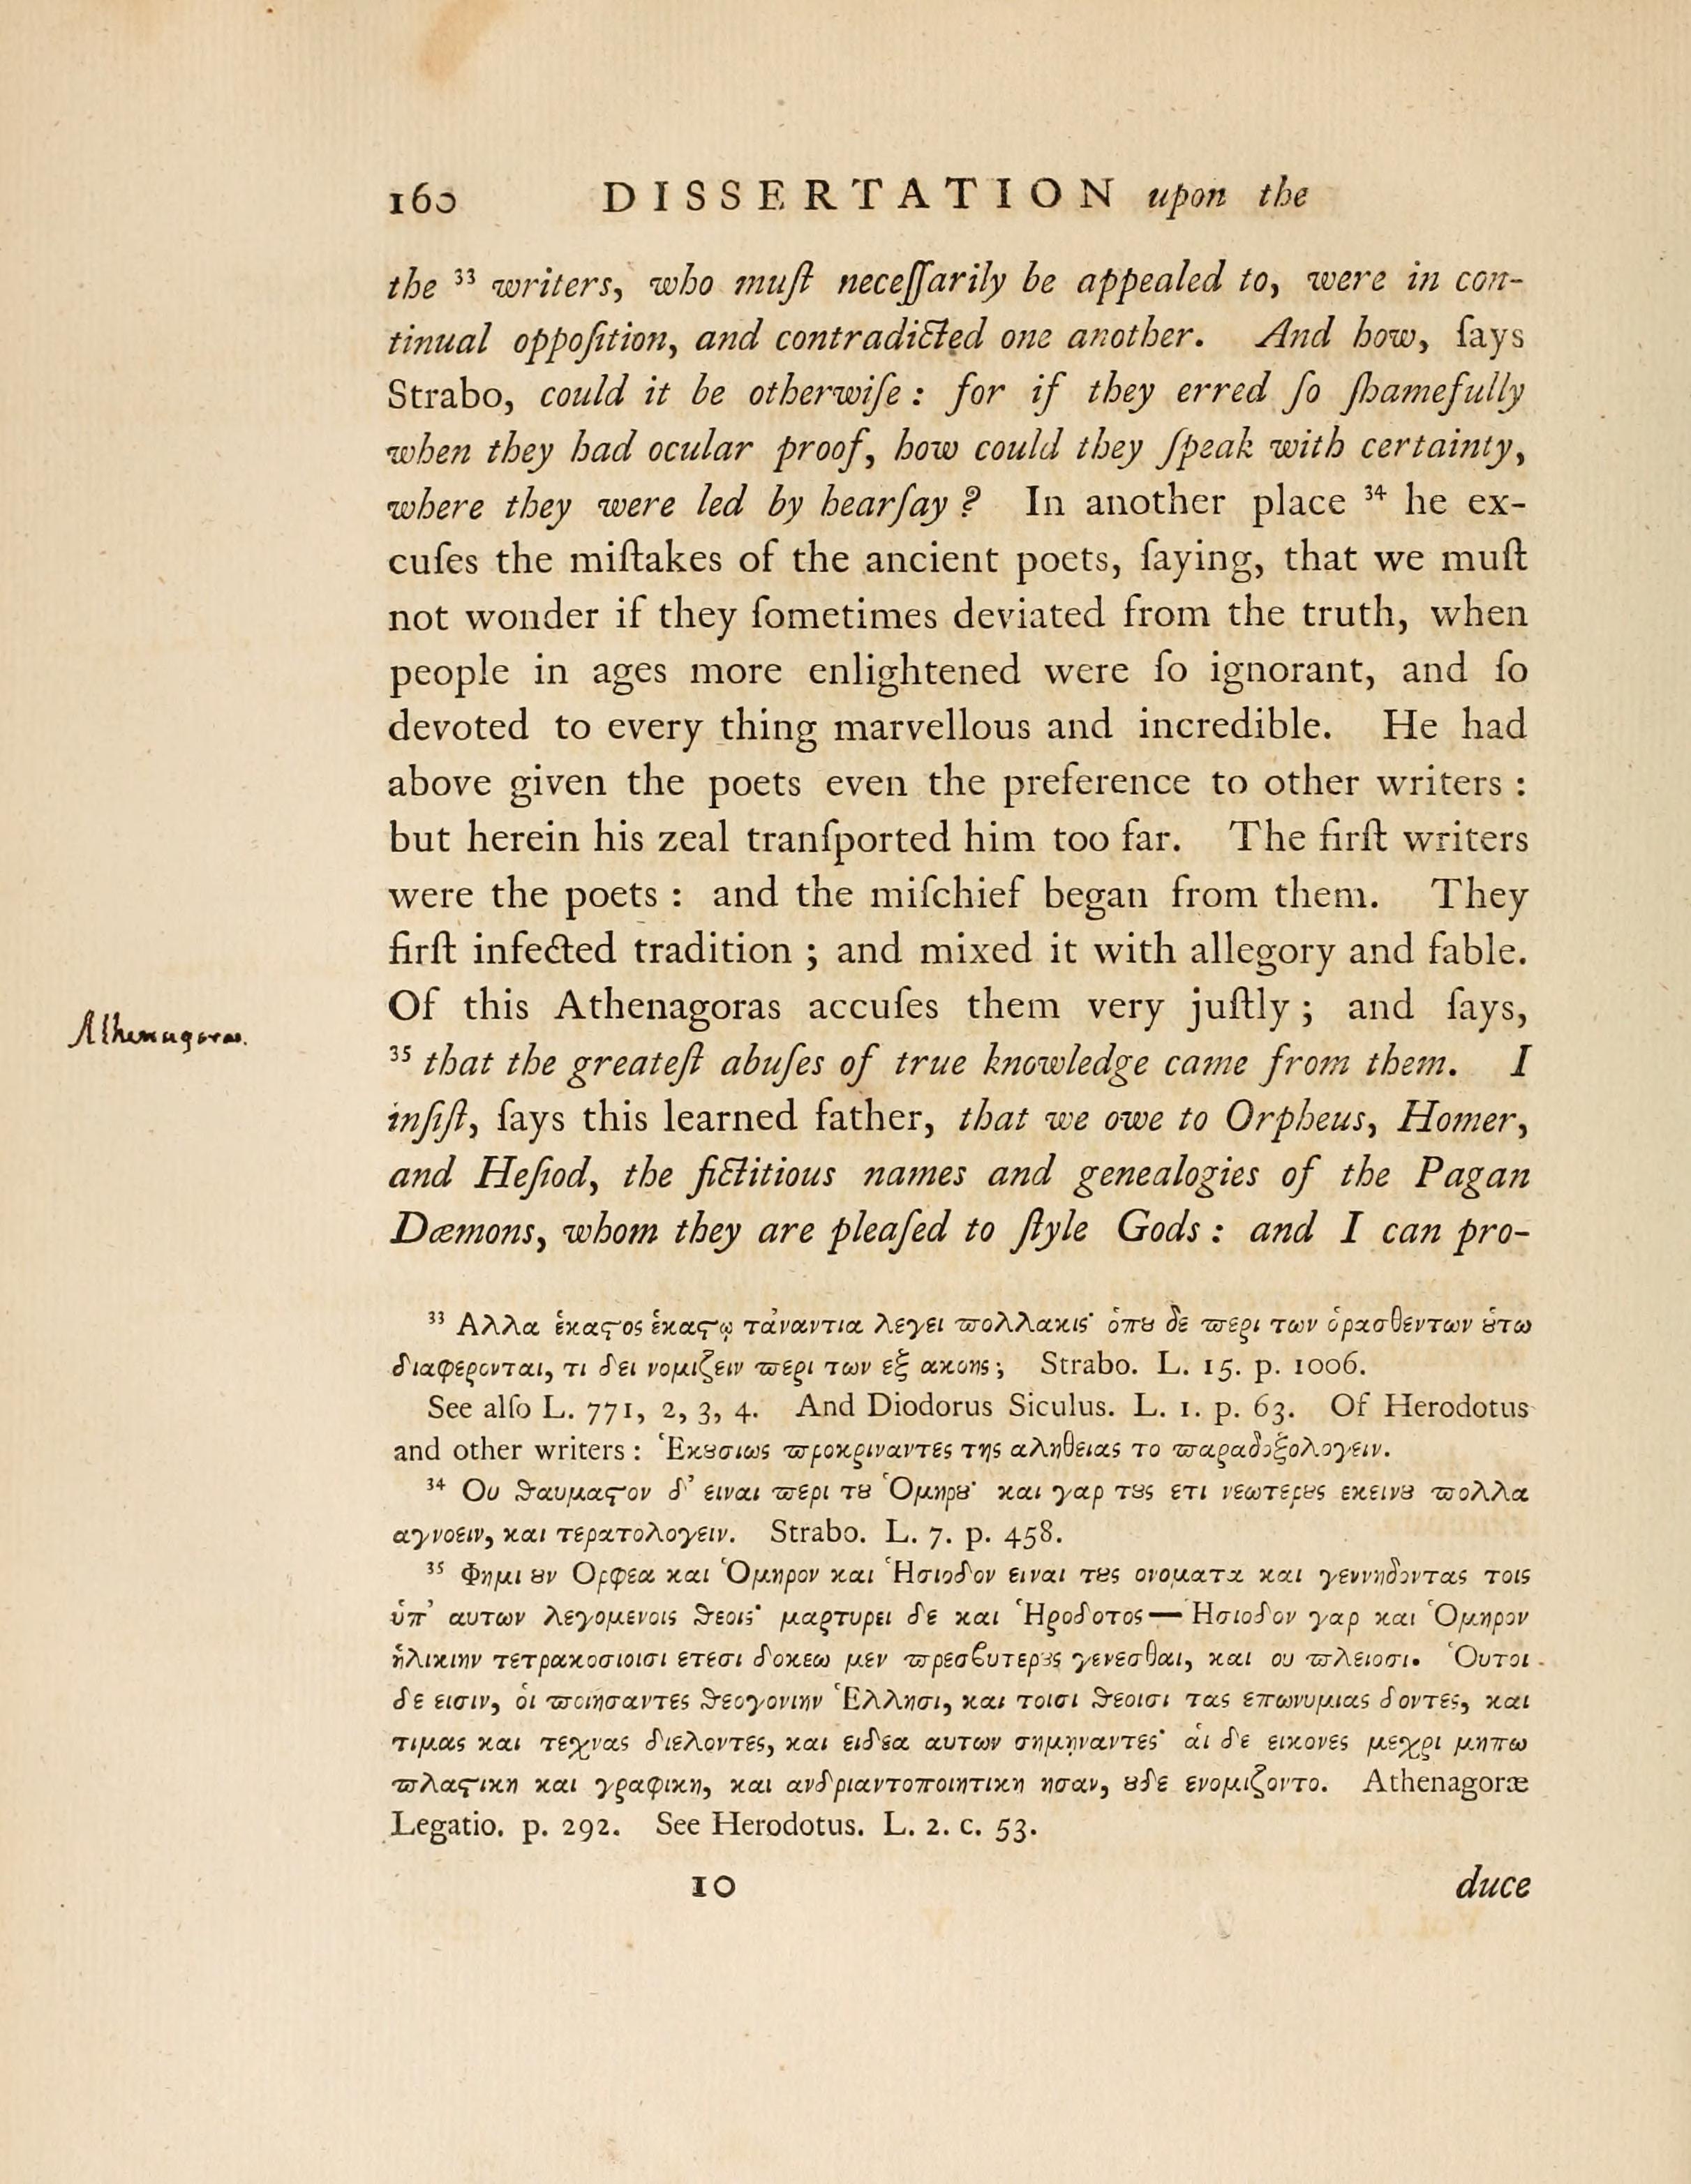 160 DISSERTATION upon the
the ³³ writers, who muſt neceſſarily be appealed to, were in con-
tinual oppoſition, and contradicted one another. And how, ſays
Strabo, could it be otherwiſe : for if they erred ſo ſhamefully
when they had ocular proof, how could they ſpeak with certainty,
where they were led by hearſay ? In another place ³⁴ he ex-
cuſes the miſtakes of the ancient poets, ſaying, that we muſt
not wonder if they ſometimes deviated from the truth, when
people in ages more enlightened were ſo ignorant, and ſo
devoted to every thing marvellous and incredible. He had
above given the poets even the preference to other writers :
but herein his zeal tranſported him too far. The firſt writers
were the poets : and the miſchief began from them. They
firſt infected tradition ; and mixed it with allegory and fable.
Of this Athenagoras accuſes them very juſtly ; and ſays,
Athenagoras.
³⁵ that the greateſt abuſes of true knowledge came from them. I
inſiſt, ſays this learned father, that we owe to Orpheus, Homer,
and Heſiod, the fictitious names and genealogies of the Pagan
Dæmons, whom they are pleaſed to ſtyle Gods : and I can pro-
³³ Αλλα ἑκαϛος ἑκαϛῳ τἀναντια λεγει ϖολλακις· ὁπȣ δε ϖερι των ὁρασθεντων ȣ̔τω
διαφερονται, τι δει νομιζειν ϖερι των εξ ακοης; Strabo. L. 15. p. 1006.
See alſo L. 771, 2, 3, 4. And Diodorus Siculus. L. 1. p. 63. Of Herodotus
and other writers : Ἑκȣσιως ϖροκριναντες της αληθειας το ϖαραδοξολογειν.
³⁴ Ου ϑαυμαϛον δ’ ειναι ϖερι τȣ Ὁμηρȣ· και γαρ τȣς ετι νεωτερȣς εκεινȣ ϖολλα
αγνοειν, και τερατολογειν. Strabo. L. 7. p. 458.
³⁵ Φημι ȣν Ορφεα και Ὁμηρον και Ἡσιοδον ειναι τȣς ονοματα και γεννηδοντας τοις
ὑπ’ αυτων λεγομενοις ϑεοις· μαρτυρει δε και Ἡροδοτος—Ἡσιοδον γαρ και Ὁμηρον
ἡλικιην τετρακοσιοισι ετεσι δοκεω μεν ϖρεσϐυτερȣς γενεσθαι, και ου ϖλειοσι. Ὁυτοι
δε εισιν, ὁι ϖοιησαντες ϑεογονιην Ἑλλησι, και τοισι ϑεοισι τας επωνυμιας δοντες, και
τιμας και τεχνας διελοντες, και ειδεα αυτων σημηναντες· ἁι δε εικονες μεχρι μηπω
ϖλαϛικη και γραφικη, και ανδριαντοποιητικη ησαν, ȣδε ενομιζοντο. Athenagoræ
Legatio. p. 292. See Herodotus. L. 2. c. 53.
10 duce